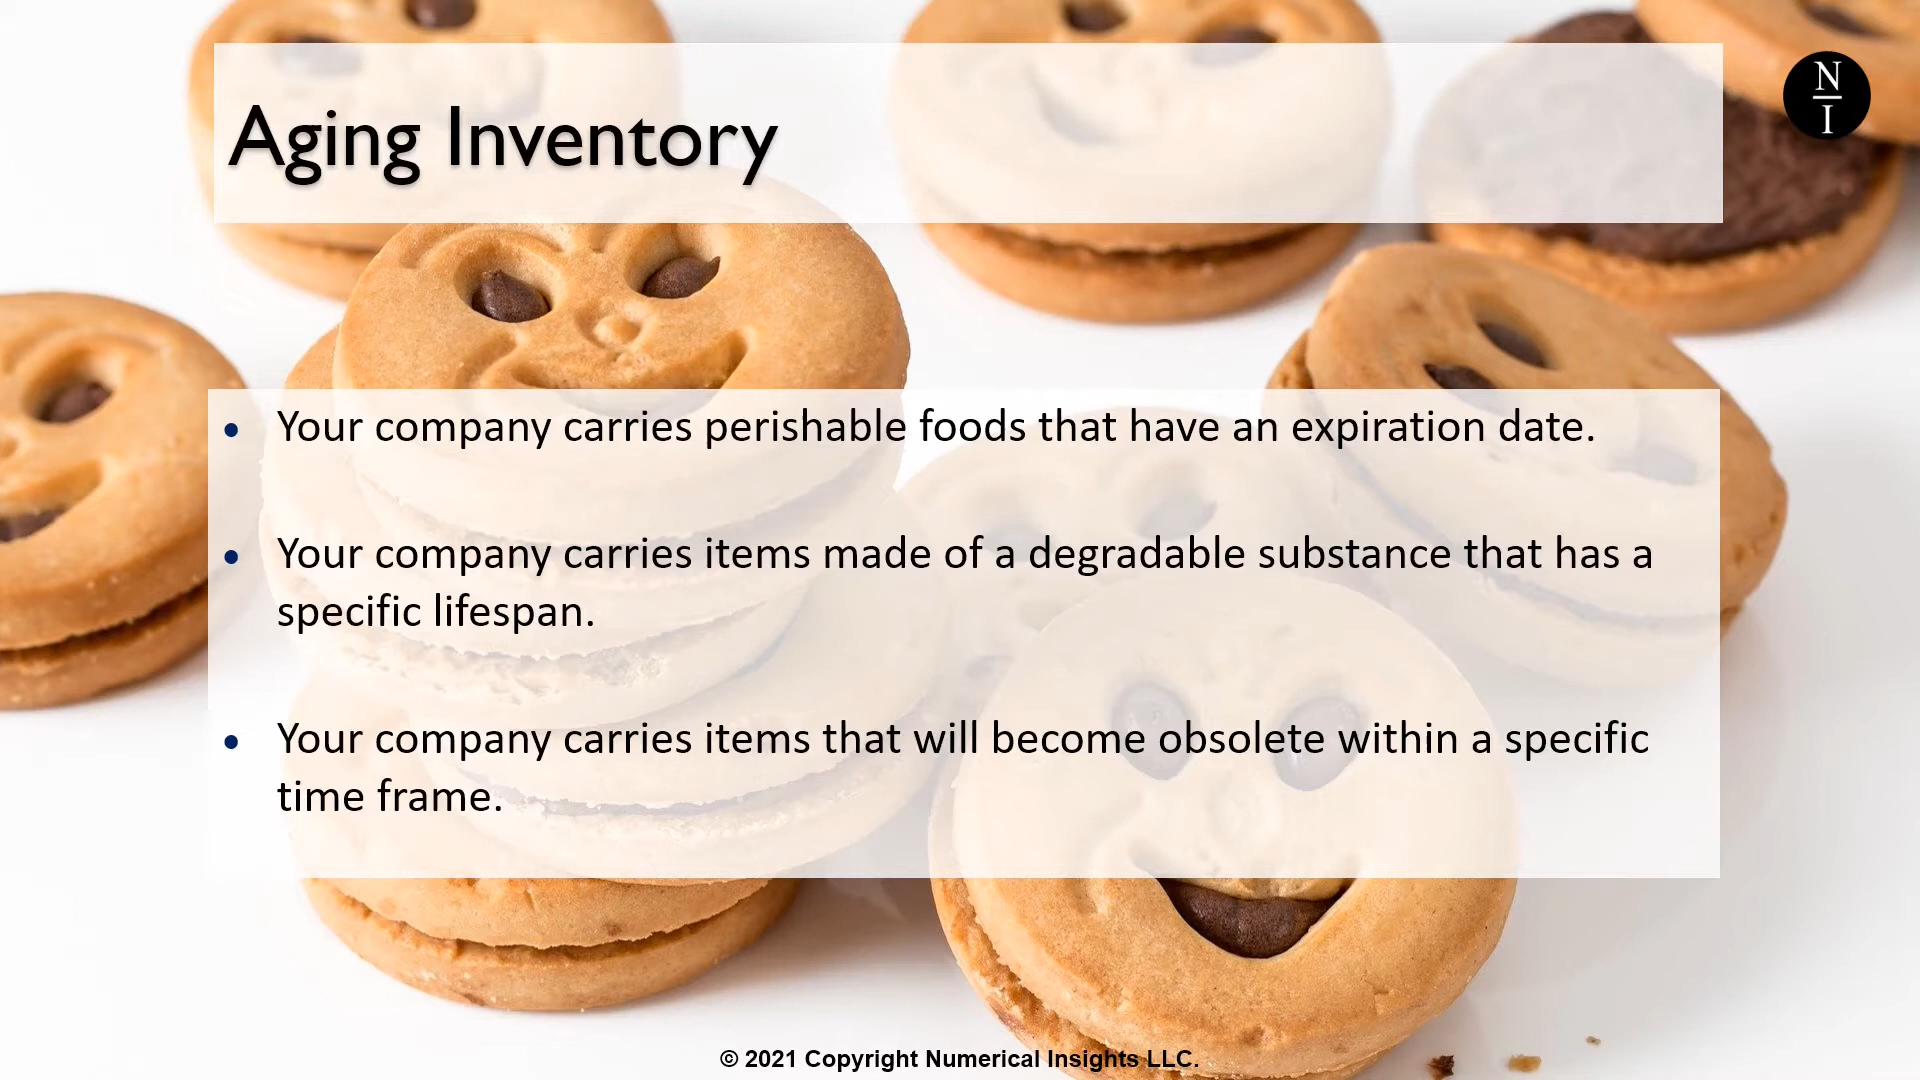 Aging Inventory
N
I
• Your company carries perishable foods that have an expiration date.
• Your company carries items made of a degradable substance that has a
specific lifespan.
• Your company carries items that will become obsolete within a specific
time frame.
© 2021 Copyright Numerical Insights LLC.